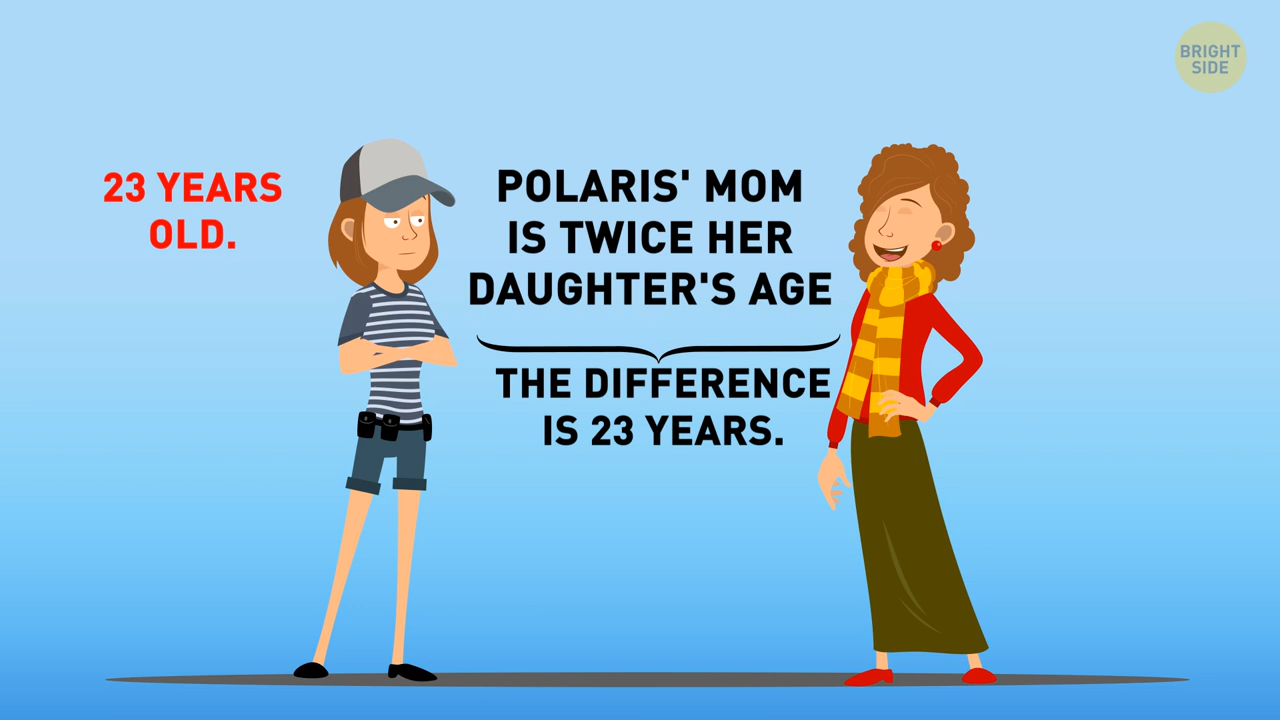 BRIGHT
SIDE
23 YEARS
OLD.
POLARIS' MOM
IS TWICE HER
DAUGHTER'S AGE
THE DIFFERENCE
IS 23 YEARS.